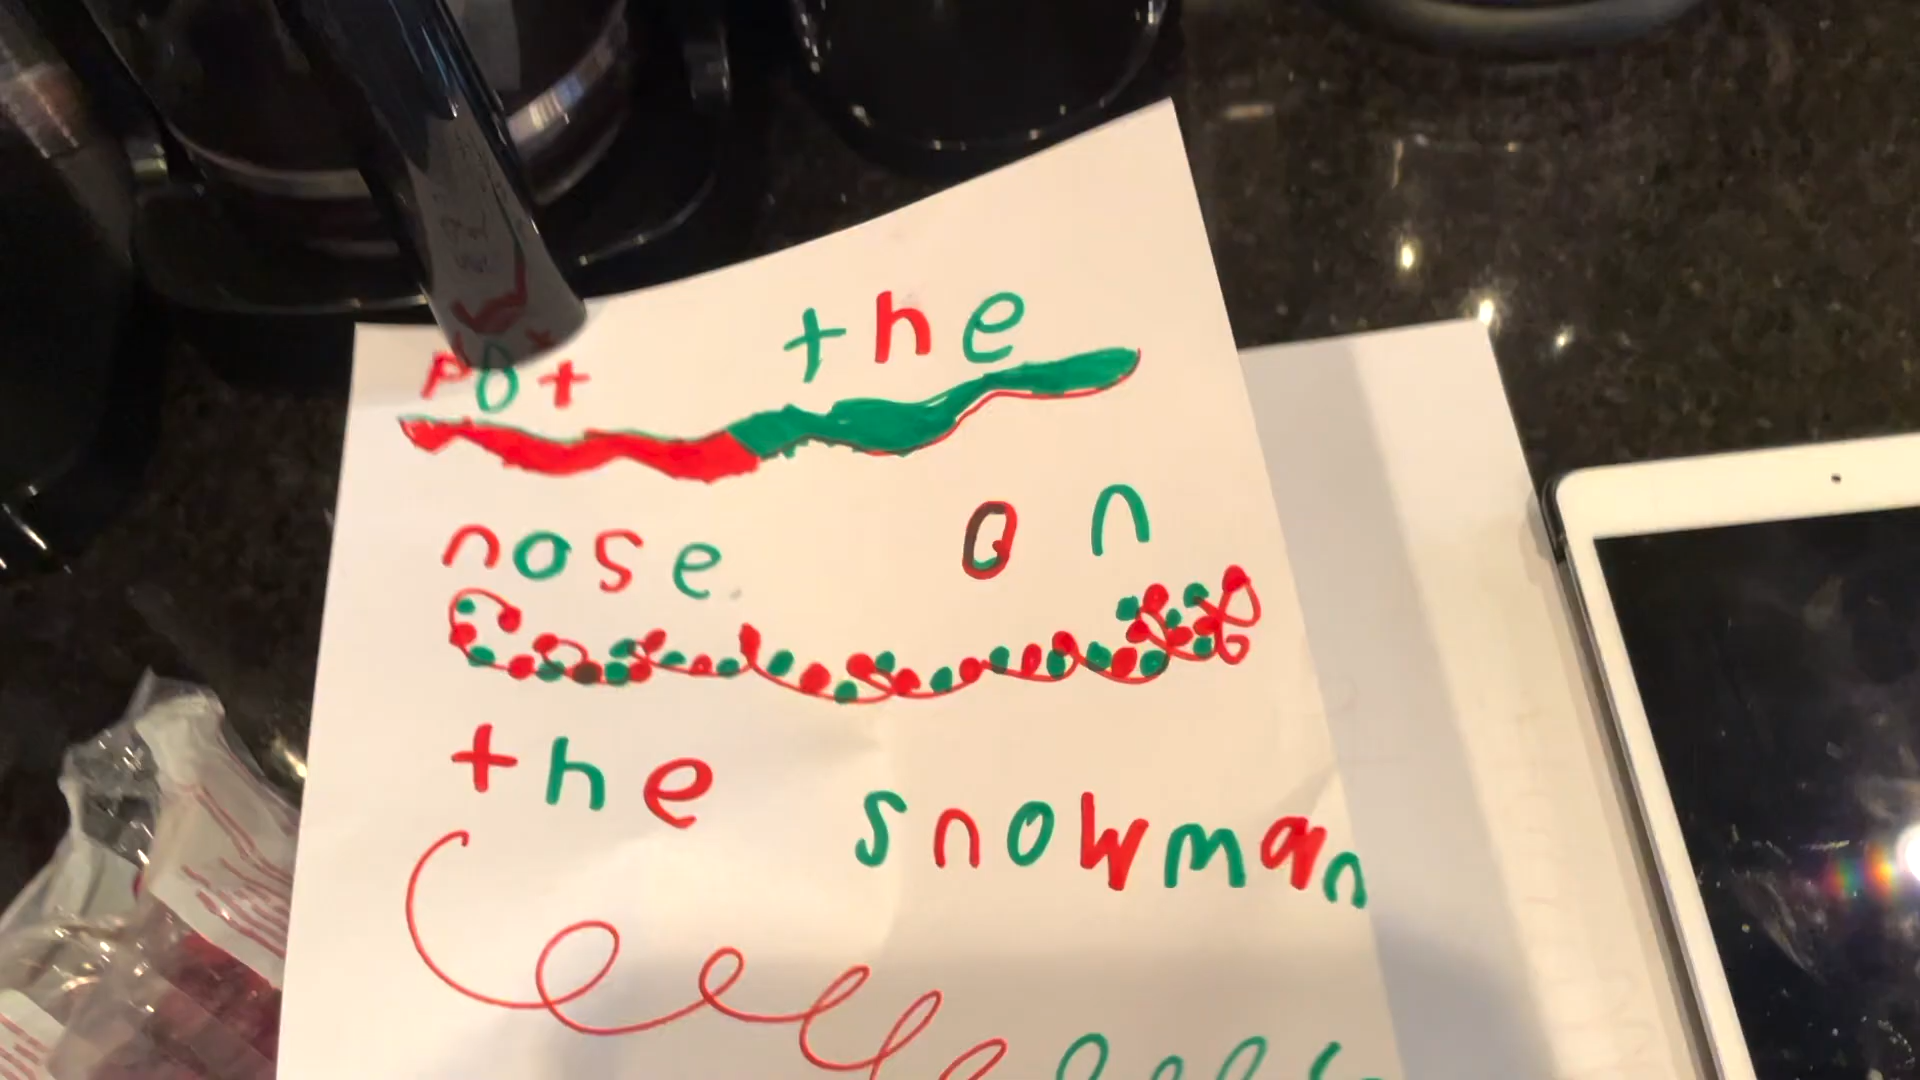 pot the
nose on
the snowman